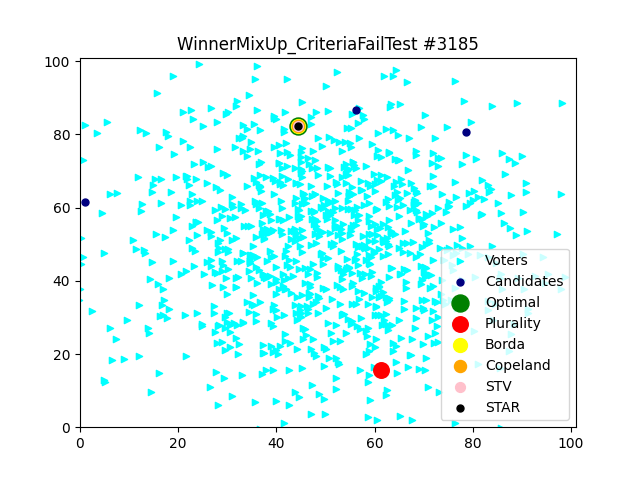 WinnerMixUp_CriteriaFailTest #3185
100
80
60
40
20
0
0
20
40
60
80
100
Voters
Candidates
Optimal
Plurality
Borda
Copeland
STV
STAR